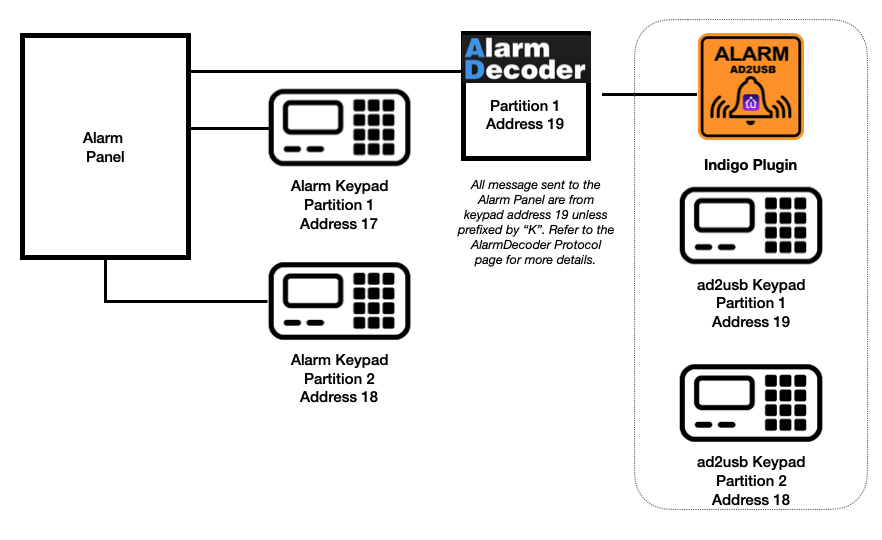 Alarm
Panel
Alarm Keypad
Partition 1
Address 17
Alarm Keypad
Partition 2
Address 18
Alarm
Decoder
Partition 1
Address 19
All message sent to the
Alarm Panel are from
keypad address 19 unless
prefixed by “K”. Refer to the
AlarmDecoder Protocol
page for more details.
ALARM
AD2USB
Indigo Plugin
ad2usb Keypad
Partition 1
Address 19
ad2usb Keypad
Partition 2
Address 18